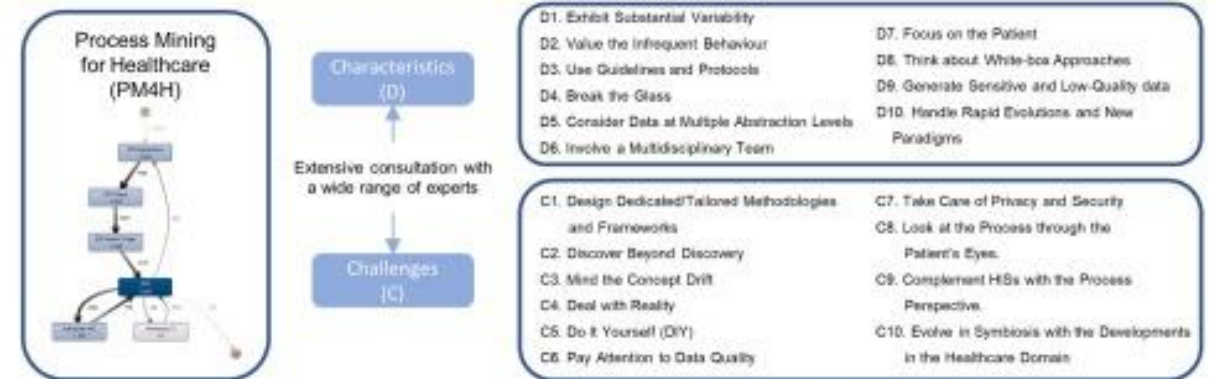 Process Mining
for Healthcare
(PM4H)
Characteristics
(D)
Extensive consultation with
a wide range of experts
Challenges
(C)
D1. Exhibit Substantial Variability
D2. Value the Infrequent Behaviour
D3. Use Guidelines and Protocols
D4. Break the Glass
D5. Consider Data at Multiple Abstraction Levels
D6. Involve a Multidisciplinary Team
D7. Focus on the Patient
D8. Think about White-box Approaches
D9. Generate Sensitive and Low-Quality data
D10. Handle Rapid Evolutions and New
Paradigms
C1. Design Dedicated/Tailored Methodologies
and Frameworks
C2. Discover Beyond Discovery
C3. Mind the Concept Drift
C4. Deal with Reality
C5. Do It Yourself (DIY)
C6. Pay Attention to Data Quality
C7. Take Care of Privacy and Security
C8. Look at the Process through the
Patient's Eyes.
C9. Complement HISs with the Process
Perspective.
C10. Evolve in Symbiosis with the Developments
in the Healthcare Domain